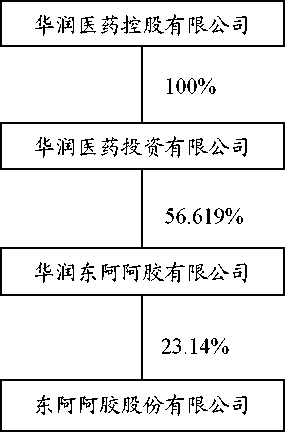 华润医药控股有限公司
100%
华润医药投资有限公司
56.619%
华润东阿阿胶有限公司
23.14%
东阿阿胶股份有限公司